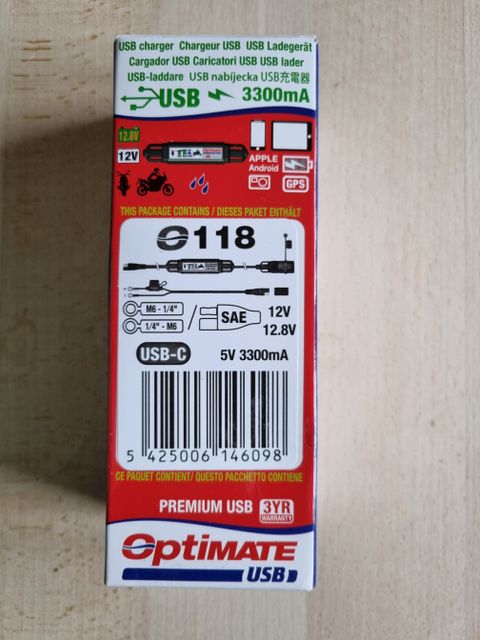 USB charger Chargeur USB USB Ladegerät
Cargador USB Caricatori USB USB lader
USB-laddare USB nabíjecka USB充電器
USB 3300mA
12.8V
12V
APPLE
Android
GPS
THIS PACKAGE CONTAINS / DIESES PAKET ENTHÄLT
O118
M6 - 1/4"
1/4" - M6
SAE
12V
12.8V
USB-C
5V 3300mA
5 425006 146098
CE PAQUET CONTIENT/ QUESTO PACCHETTO CONTIENE
PREMIUM USB
3YR
WARRANTY
OPTIMATE
USB